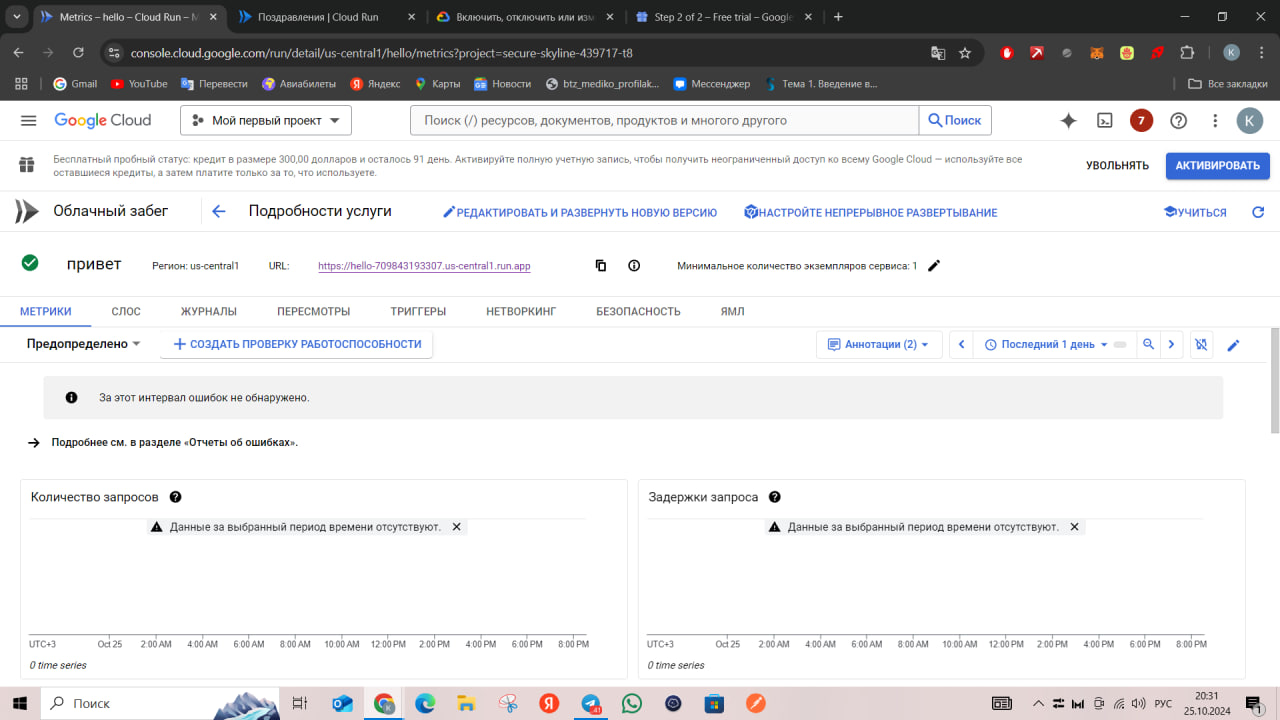 Metrics – hello – Cloud Run – M
Поздравления | Cloud Run
Включить, отключить или изм
Step 2 of 2 – Free trial – Google
console.cloud.google.com/run/detail/us-central1/hello/metrics?project=secure-skyline-439717-t8
K
Gmail
YouTube
Перевести
Авиабилеты
Яндекс
Карты
Новости
btz_mediko_profilak...
Мессенджер
Тема 1. Введение в...
Все закладки
Google Cloud
Мой первый проект
Поиск (/) ресурсов, документов, продуктов и многого другого
Поиск
7
K
Бесплатный пробный статус: кредит в размере 300,00 долларов и осталось 91 день. Активируйте полную учетную запись, чтобы получить неограниченный доступ ко всему Google Cloud — используйте все
оставшиеся кредиты, а затем платите только за то, что используете.
УВОЛЬНЯТЬ
АКТИВИРОВАТЬ
Облачный забег
Подробности услуги
РЕДАКТИРОВАТЬ И РАЗВЕРНУТЬ НОВУЮ ВЕРСИЮ
НАСТРОЙТЕ НЕПРЕРЫВНОЕ РАЗВЕРТЫВАНИЕ
УЧИТЬСЯ
привет
Регион: us-central1
URL:
https://hello-709843193307.us-central1.run.app
Минимальное количество экземпляров сервиса: 1
МЕТРИКИ
СЛОС
ЖУРНАЛЫ
ПЕРЕСМОТРЫ
ТРИГГЕРЫ
НЕТВОРКИНГ
БЕЗОПАСНОСТЬ
ЯМЛ
Предопределено
СОЗДАТЬ ПРОВЕРКУ РАБОТОСПОСОБНОСТИ
Аннотации (2)
Последний 1 день
За этот интервал ошибок не обнаружено.
Подробнее см. в разделе «Отчеты об ошибках».
Количество запросов
Данные за выбранный период времени отсутствуют.
UTC+3 Oct 25 2:00 AM 4:00 AM 6:00 AM 8:00 AM 10:00 AM 12:00 PM 2:00 PM 4:00 PM 6:00 PM 8:00 PM
0 time series
Задержки запроса
Данные за выбранный период времени отсутствуют.
UTC+3 Oct 25 2:00 AM 4:00 AM 6:00 AM 8:00 AM 10:00 AM 12:00 PM 2:00 PM 4:00 PM 6:00 PM 8:00 PM
0 time series
Поиск
41
РУС
20:31
25.10.2024
1